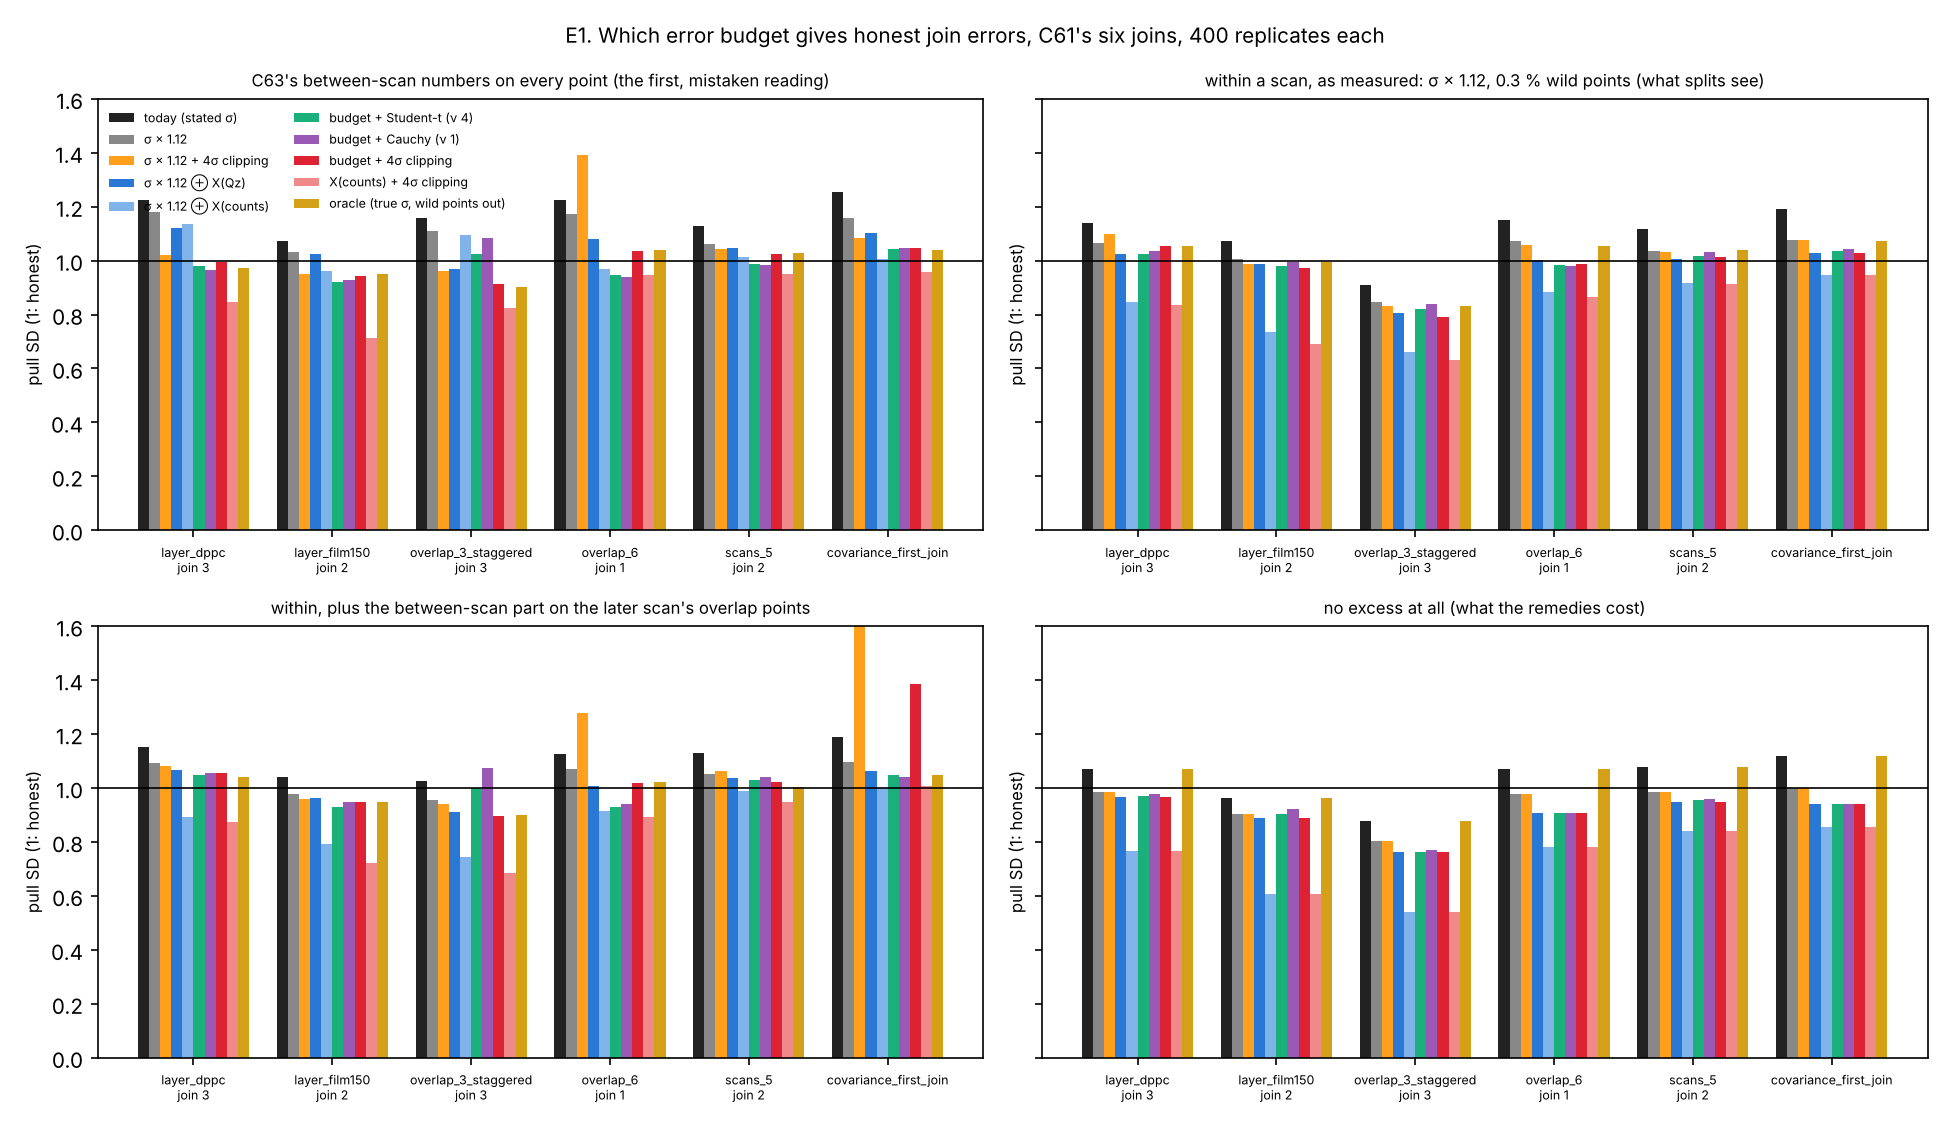 E1. Which error budget gives honest join errors, C61's six joins, 400 replicates each
C63's between-scan numbers on every point (the first, mistaken reading)
pull SD (1: honest)
1.6
1.4
1.2
1.0
0.8
0.6
0.4
0.2
0.0
today (stated σ)
σ × 1.12
σ × 1.12 + 4σ clipping
σ × 1.12 ⊕ X(Qz)
σ × 1.12 ⊕ X(counts)
budget + Student-t (ν 4)
budget + Cauchy (ν 1)
budget + 4σ clipping
X(counts) + 4σ clipping
oracle (true σ, wild points out)
layer_dppc
join 3
layer_film150
join 2
overlap_3_staggered
join 3
overlap_6
join 1
scans_5
join 2
covariance_first_join
within a scan, as measured: σ × 1.12, 0.3 % wild points (what splits see)
pull SD (1: honest)
layer_dppc
join 3
layer_film150
join 2
overlap_3_staggered
join 3
overlap_6
join 1
scans_5
join 2
covariance_first_join
within, plus the between-scan part on the later scan's overlap points
pull SD (1: honest)
1.6
1.4
1.2
1.0
0.8
0.6
0.4
0.2
0.0
layer_dppc
join 3
layer_film150
join 2
overlap_3_staggered
join 3
overlap_6
join 1
scans_5
join 2
covariance_first_join
no excess at all (what the remedies cost)
pull SD (1: honest)
layer_dppc
join 3
layer_film150
join 2
overlap_3_staggered
join 3
overlap_6
join 1
scans_5
join 2
covariance_first_join